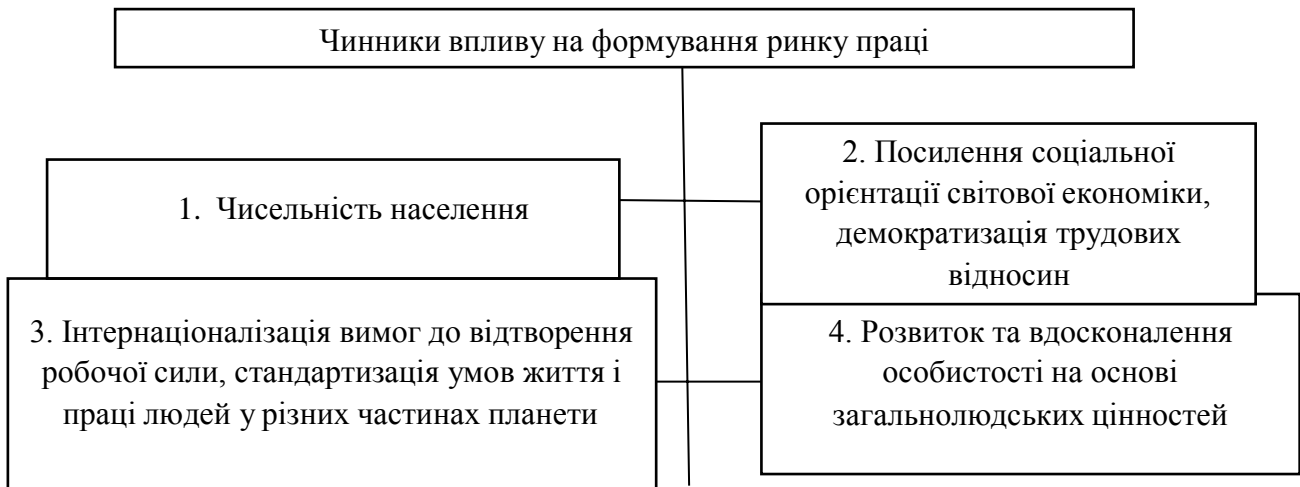 Чинники впливу на формування ринку праці
1. Чисельність населення
2. Посилення соціальної
орієнтації світової економіки,
демократизація трудових
відносин
3. Інтернаціоналізація вимог до відтворення
робочої сили, стандартизація умов життя і
праці людей у різних частинах планети
4. Розвиток та вдосконалення
особистості на основі
загальнолюдських цінностей